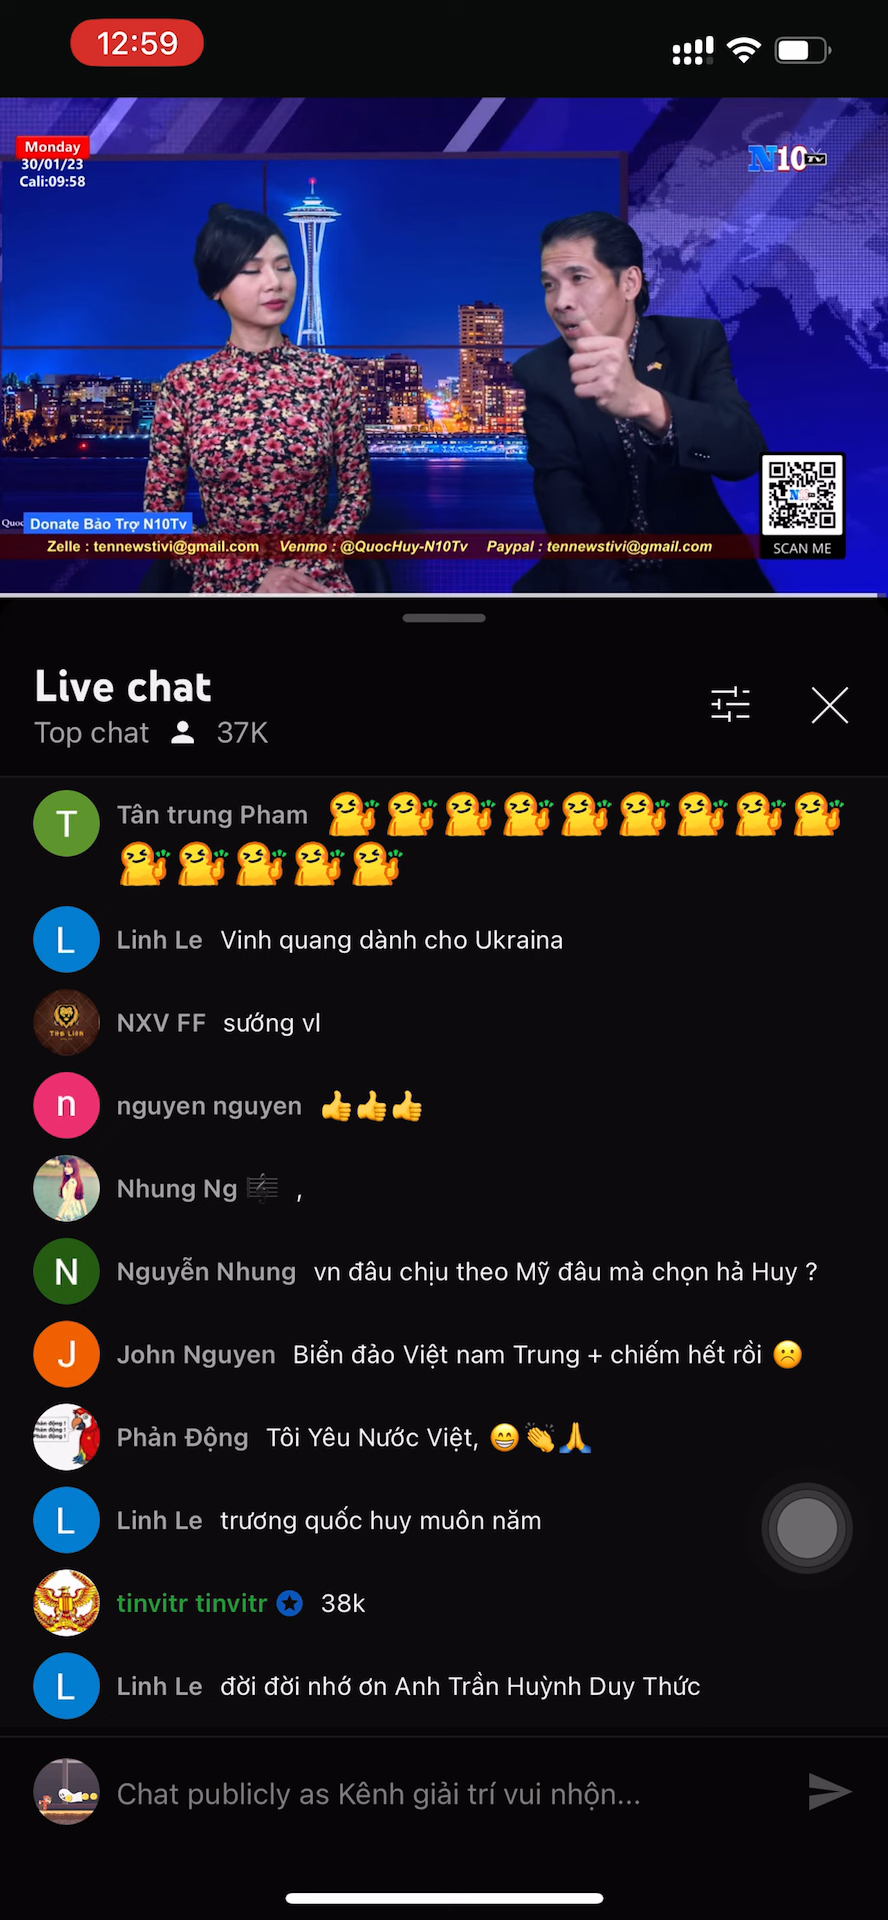 12:59
Monday
30/01/23
Cali:09:58
N10 TV
Quoc
Donate Bảo Trợ N10Tv
Zelle : tennewstivi@gmail.com Venmo : @QuocHuy-N10Tv Paypal : tennewstivi@gmail.com
SCAN ME
Live chat
Top chat 37K
T Tân trung Pham
L Linh Le Vinh quang dành cho Ukraina
NXV FF sướng vl
n nguyen nguyen 👍👍👍
Nhung Ng 🎼 ,
N Nguyễn Nhung vn đâu chịu theo Mỹ đâu mà chọn hả Huy ?
J John Nguyen Biển đảo Việt nam Trung + chiếm hết rồi ☹️
Phản Động Tôi Yêu Nước Việt, 😁👏🙏
L Linh Le trương quốc huy muôn năm
tinvitr tinvitr 38k
L Linh Le đời đời nhớ ơn Anh Trần Huỳnh Duy Thức
Chat publicly as Kênh giải trí vui nhộn...